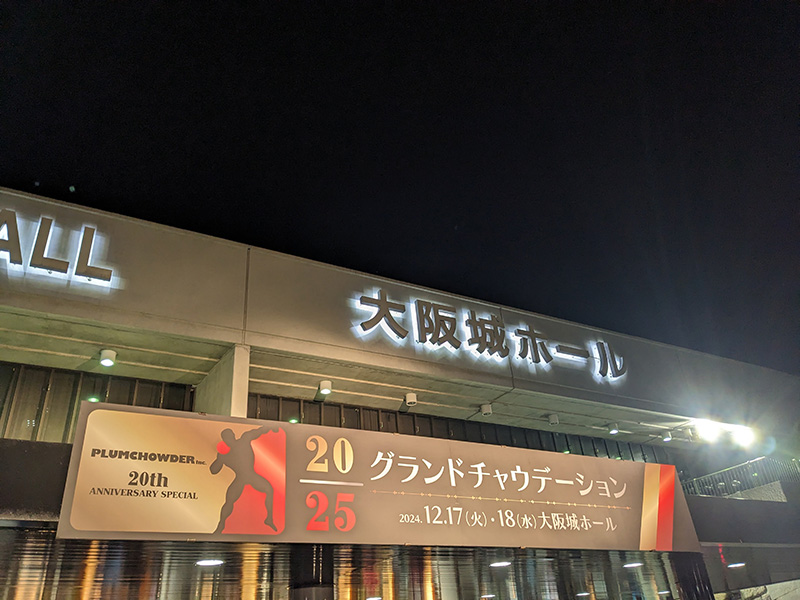 ALL
大阪城ホール
PLUMCHOWDER Inc.
20th
ANNIVERSARY SPECIAL
20
25
グランドチャウデーション
2024. 12.17(火)・18(水)大阪城ホール